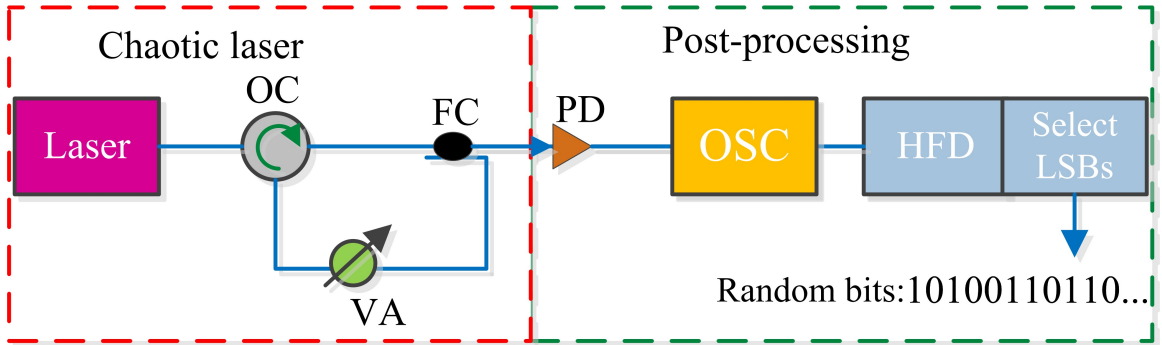 Chaotic laser
Post-processing
OC
FC
PD
Laser
OSC
HFD
Select
LSBs
VA
Random bits:10100110110...